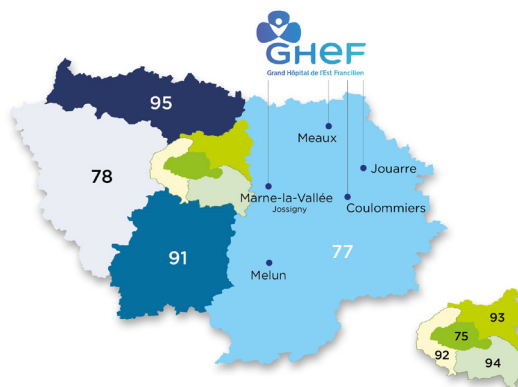 GHEF
Grand Hôpital de l'Est Francilien
95
Meaux
78
Jouarre
Marne-la-Vallée
Jossigny
Coulommiers
91
77
Melun
93
75
92
94